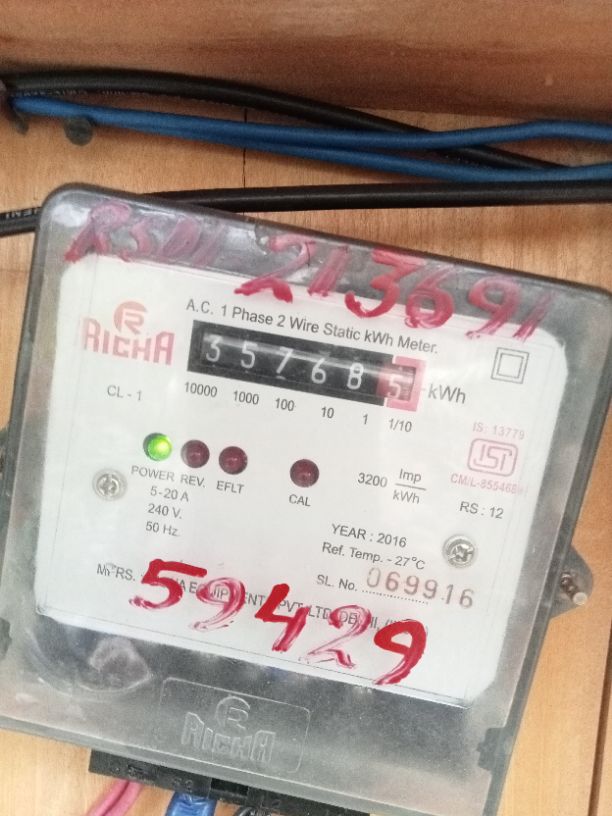 213691
A.C. 1 Phase 2 Wire Static kWh Meter.
RICHA
357685 kWh
CL - 1
10000 1000 100 10 1 1/10
IS : 13779
ISI
POWER REV. EFLT
CAL
3200 Imp/kWh
5-20 A
240 V.
50 Hz.
RS : 12
YEAR : 2016
Ref. Temp. - 27°C
SL. No. 069916
59429
RICHA